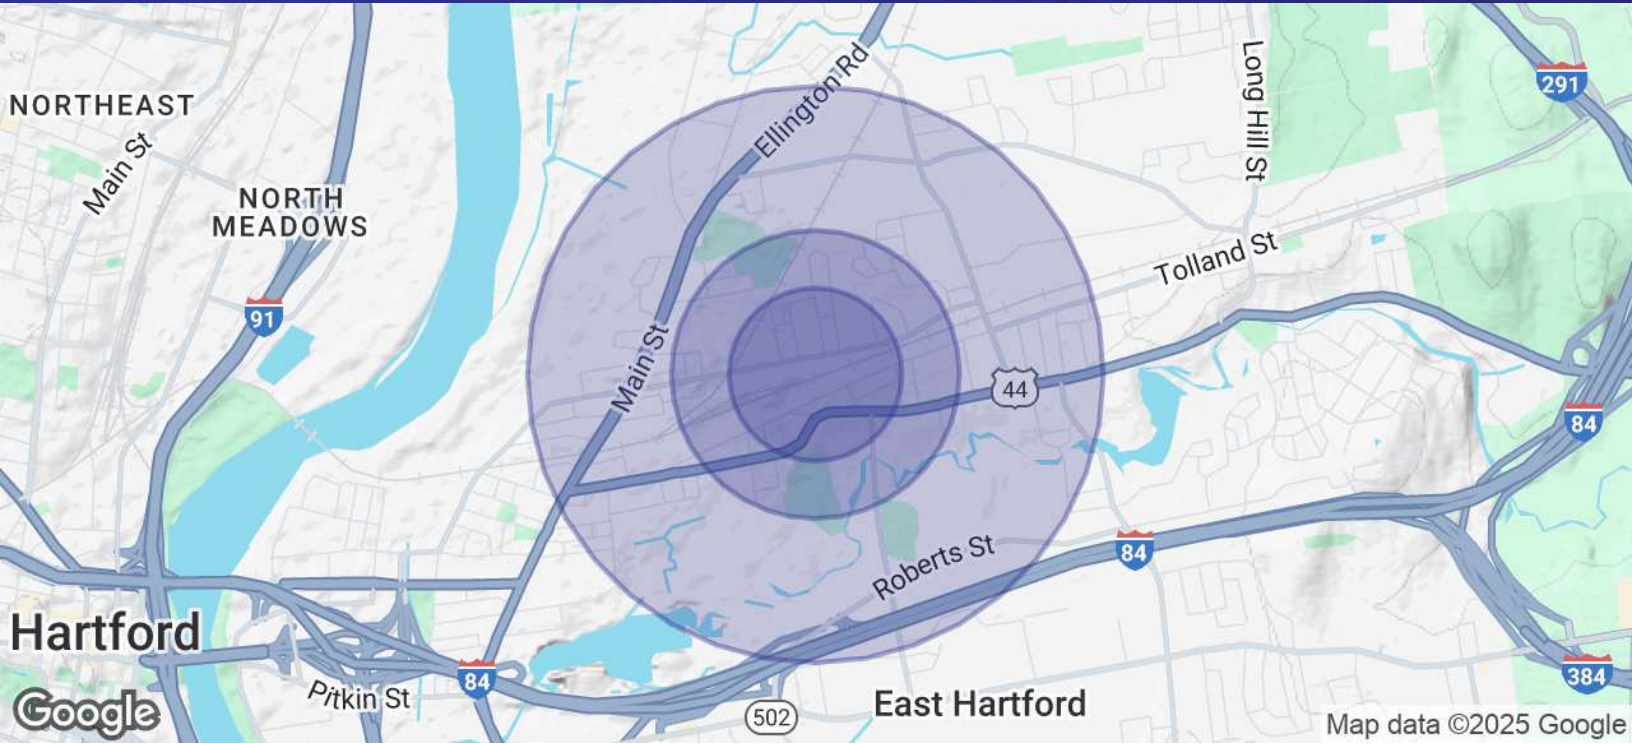 NORTHEAST
Main St
NORTH
MEADOWS
91
Ellington Rd
Long Hill St
291
Tolland St
Main St
44
84
84
Roberts St
Hartford
Pitkin St
84
East Hartford
502
384
Google
Map data ©2025 Google